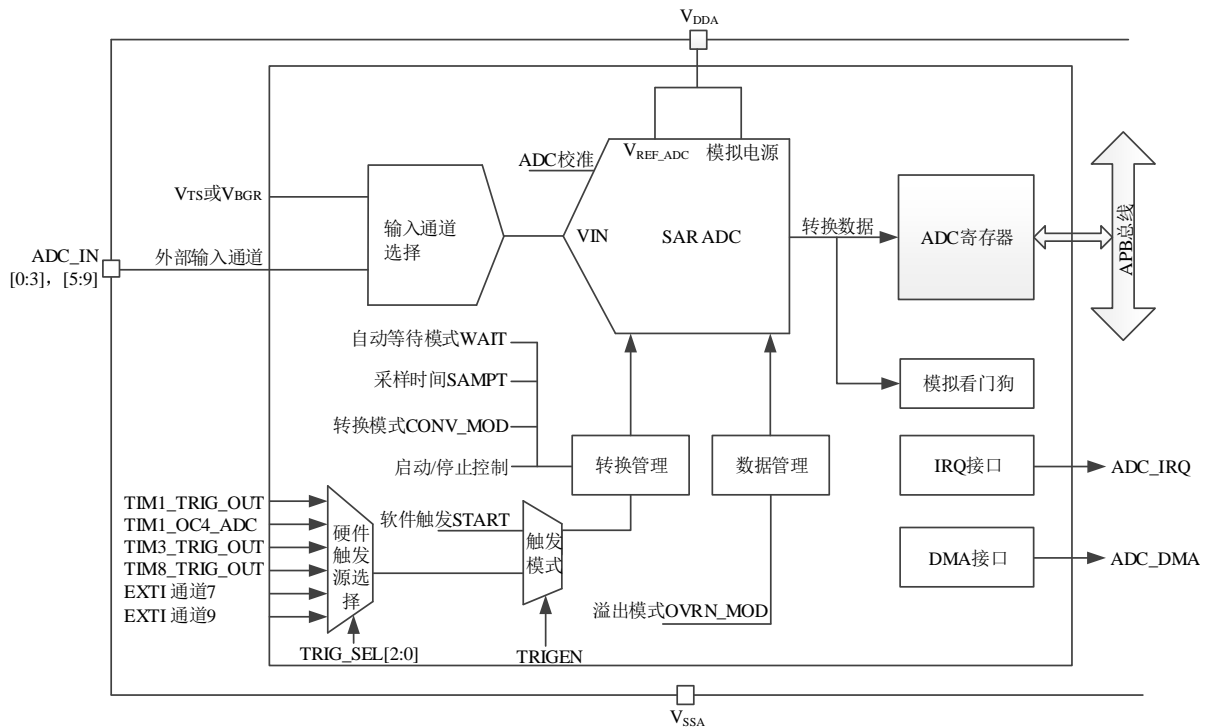 VDDA
VREF_ADC
模拟电源
ADC校准
VTS或VBGR
输入通道
选择
VIN
SAR ADC
转换数据
ADC寄存器
APB总线
ADC_IN
[0:3]，[5:9]
外部输入通道
自动等待模式WAIT
采样时间SAMPT
转换模式CONV_MOD
启动/停止控制
转换管理
数据管理
模拟看门狗
IRQ接口
ADC_IRQ
DMA接口
ADC_DMA
TIM1_TRIG_OUT
TIM1_OC4_ADC
TIM3_TRIG_OUT
TIM8_TRIG_OUT
EXTI 通道7
EXTI 通道9
硬件
触发
源选
择
软件触发START
触发
模式
溢出模式OVRN_MOD
TRIG_SEL[2:0]
TRIGEN
VSSA